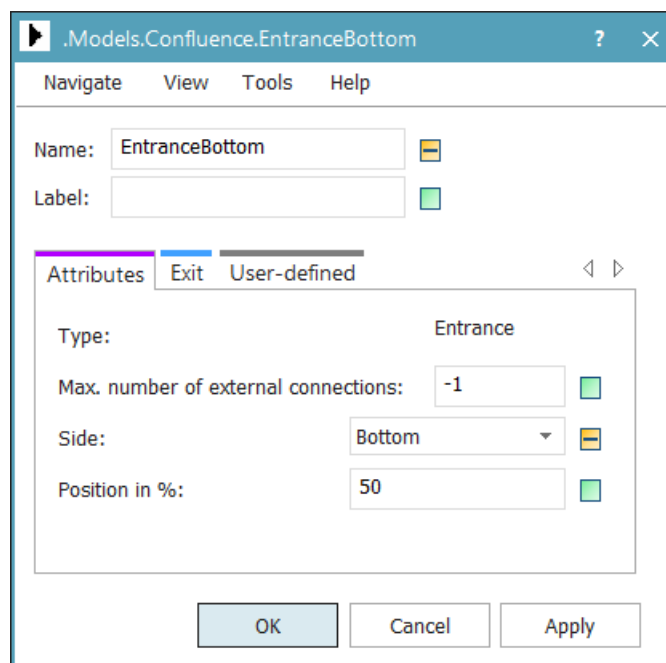 .Models.Confluence.EntranceBottom ? ×
Navigate View Tools Help
Name: EntranceBottom
Label:
Attributes Exit User-defined
Type: Entrance
Max. number of external connections: -1
Side: Bottom
Position in %: 50
OK Cancel Apply